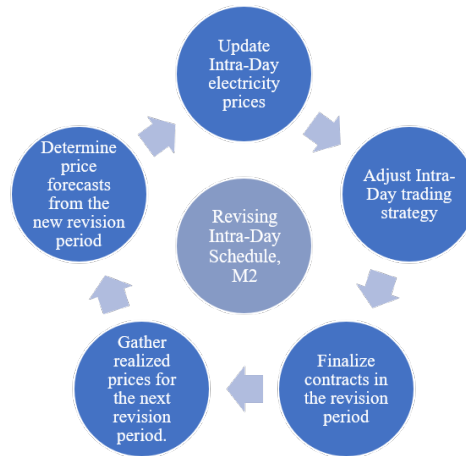 Update
Intra-Day
electricity
prices
Adjust Intra-
Day trading
strategy
Finalize
contracts in
the revision
period
Gather
realized
prices for
the next
revision
period.
Determine
price
forecasts
from the
new revision
period
Revising
Intra-Day
Schedule,
M2